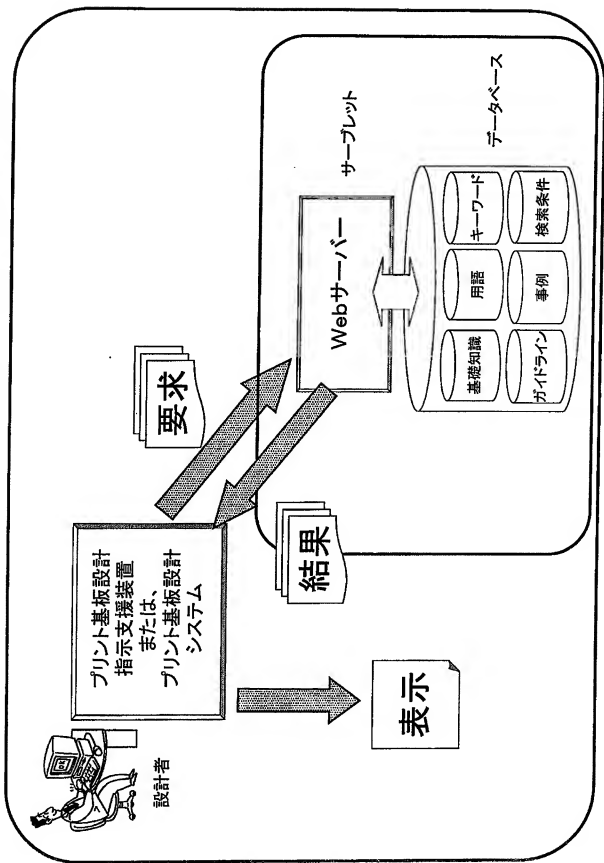 設計者
プリント基板設計
指示支援装置
または、
プリント基板設計
システム
要求
結果
表示
Webサーバー
サーブレット
基礎知識
用語
キーワード
ガイドライン
事例
検索条件
データベース